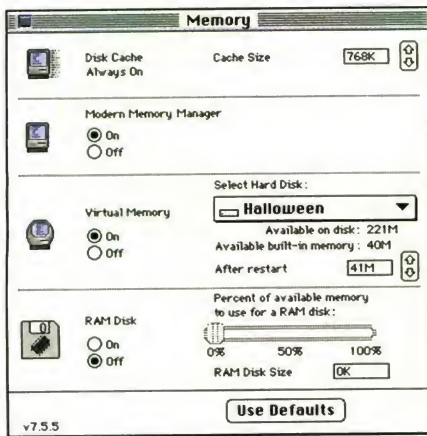 Memory
Disk Cache
Always On
Cache Size
768K
Modern Memory Manager
On
Off
Select Hard Disk:
Halloween
Virtual Memory
On
Off
Available on disk: 221M
Available built-in memory: 40M
After restart
41M
Percent of available memory
to use for a RAM disk:
RAM Disk
On
Off
0% 50% 100%
RAM Disk Size
0K
Use Defaults
v7.5.5